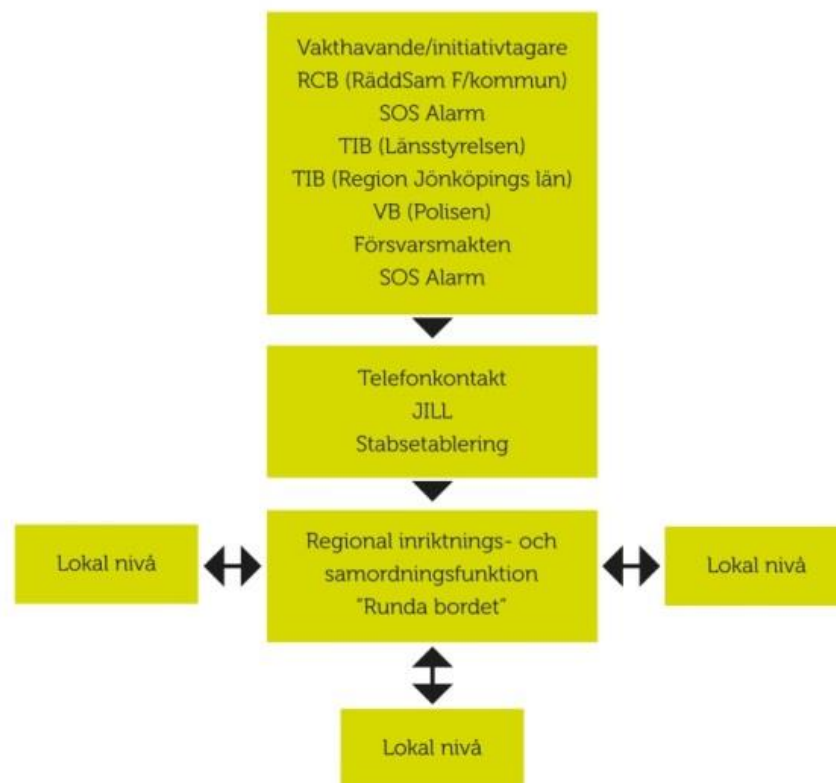 Vakthavande/initiativtagare
RCB (RäddSam F/kommun)
SOS Alarm
TIB (Länsstyrelsen)
TIB (Region Jönköpings län)
VB (Polisen)
Försvarsmakten
SOS Alarm
Telefonkontakt
JILL
Stabsetablering
Lokal nivå
Regional inriktnings- och
samordningsfunktion
"Runda bordet"
Lokal nivå
Lokal nivå